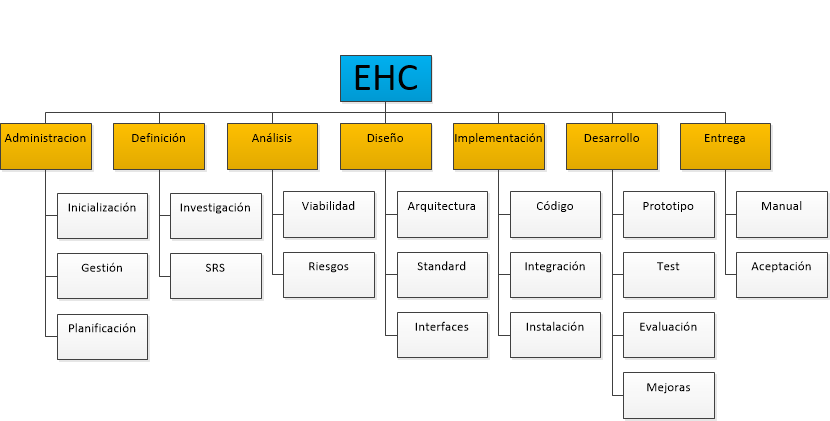 EHC
Administracion
Definición
Análisis
Diseño
Implementación
Desarrollo
Entrega
Inicialización
Gestión
Planificación
Investigación
SRS
Viabilidad
Riesgos
Arquitectura
Standard
Interfaces
Código
Integración
Instalación
Prototipo
Test
Evaluación
Mejoras
Manual
Aceptación